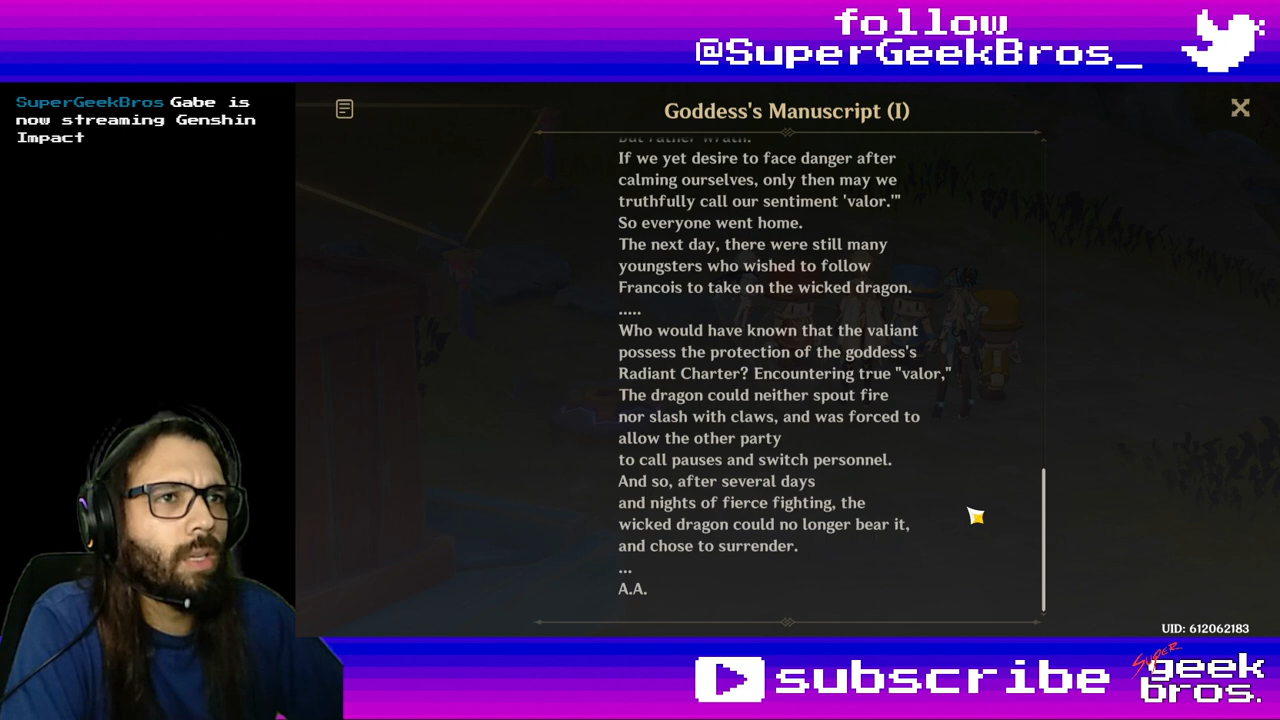 follow
@SuperGeekBros_
SuperGeekBros Gabe is
now streaming Genshin
Impact
Goddess's Manuscript (I)
But rather wrath.
If we yet desire to face danger after
calming ourselves, only then may we
truthfully call our sentiment 'valor.'"
So everyone went home.
The next day, there were still many
youngsters who wished to follow
Francois to take on the wicked dragon.
.....
Who would have known that the valiant
possess the protection of the goddess's
Radiant Charter? Encountering true "valor,"
The dragon could neither spout fire
nor slash with claws, and was forced to
allow the other party
to call pauses and switch personnel.
And so, after several days
and nights of fierce fighting, the
wicked dragon could no longer bear it,
and chose to surrender.
...
A.A.
UID: 612062183
subscribe
SUPER
geek
bros.